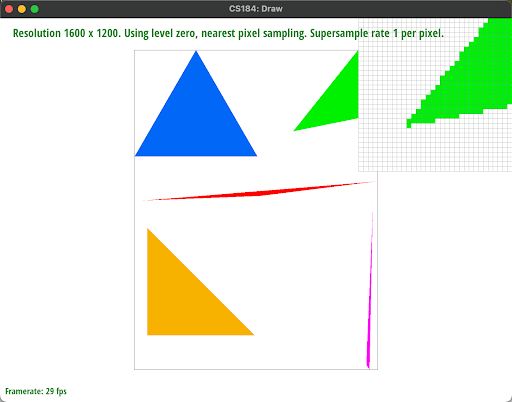 CS184: Draw
Resolution 1600 x 1200. Using level zero, nearest pixel sampling. Supersample rate 1 per pixel.
Framerate: 29 fps